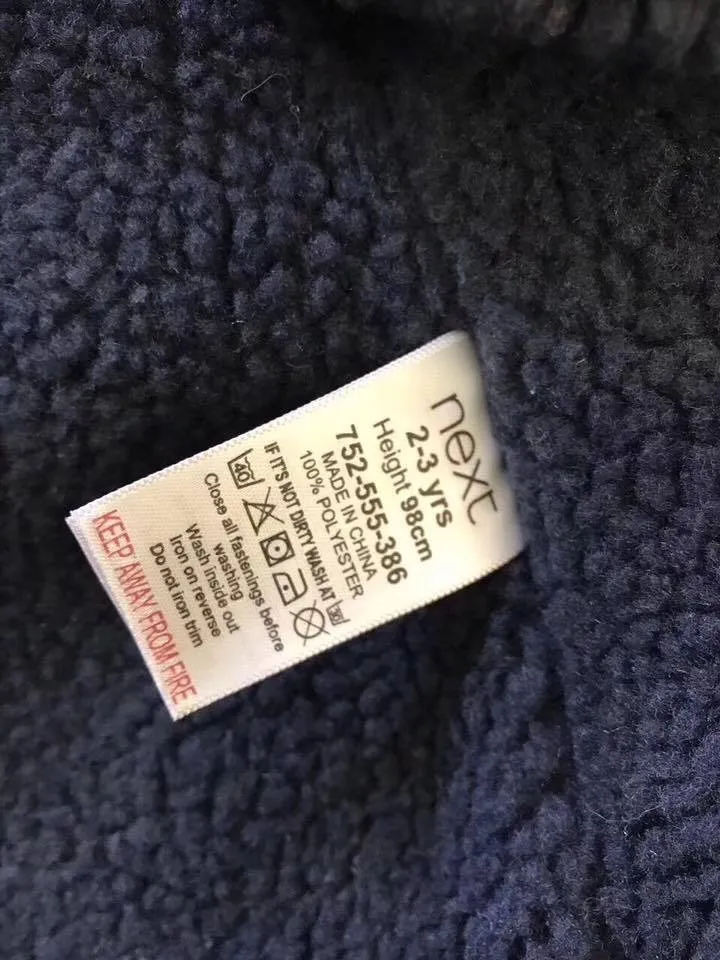 next
2-3 yrs
Height 98cm
752-555-386
MADE IN CHINA
100% POLYESTER
IF IT'S NOT DIRTY WASH AT 30
40
Close all fastenings before
washing
Wash inside out
Iron on reverse
Do not iron trim
KEEP AWAY FROM FIRE